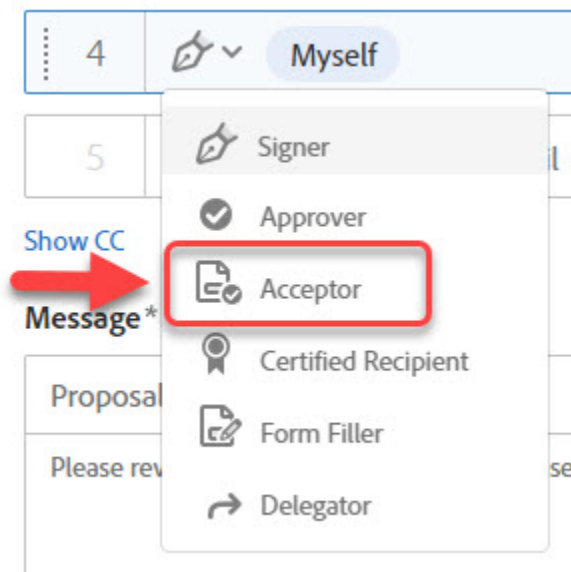 4 Myself
Signer
5
Approver
Show CC
Acceptor
Message*
Certified Recipient
Proposal
Form Filler
Please rev
Delegator